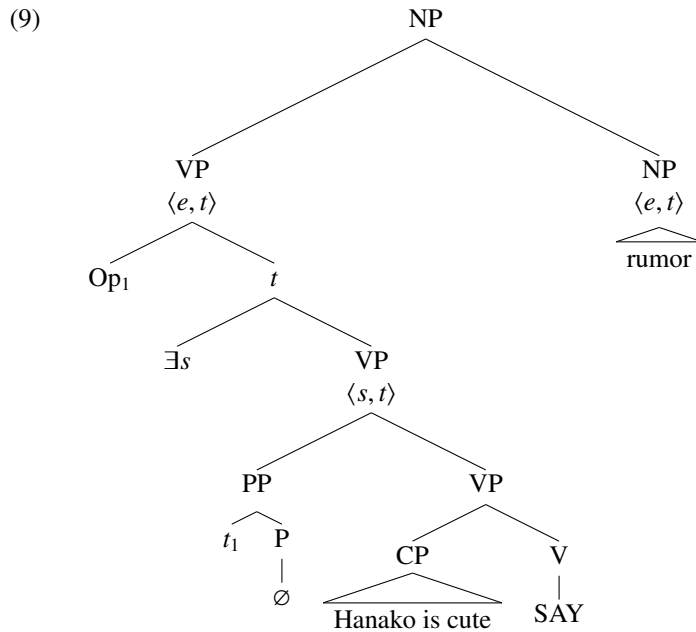 (9) NP
VP NP
⟨e, t⟩ ⟨e, t⟩
rumor
Op₁ t
∃s VP
⟨s, t⟩
PP VP
t₁ P CP V
∅ Hanako is cute SAY